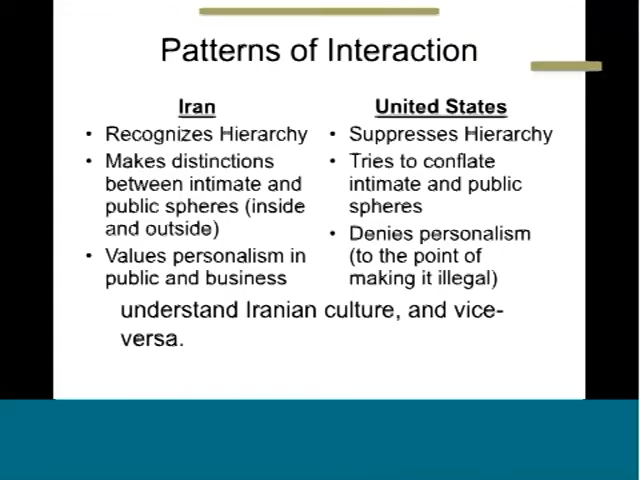 Patterns of Interaction
Iran
• Recognizes Hierarchy
• Makes distinctions
between intimate and
public spheres (inside
and outside)
• Values personalism in
public and business
United States
• Suppresses Hierarchy
• Tries to conflate
intimate and public
spheres
• Denies personalism
(to the point of
making it illegal)
understand Iranian culture, and vice-
versa.